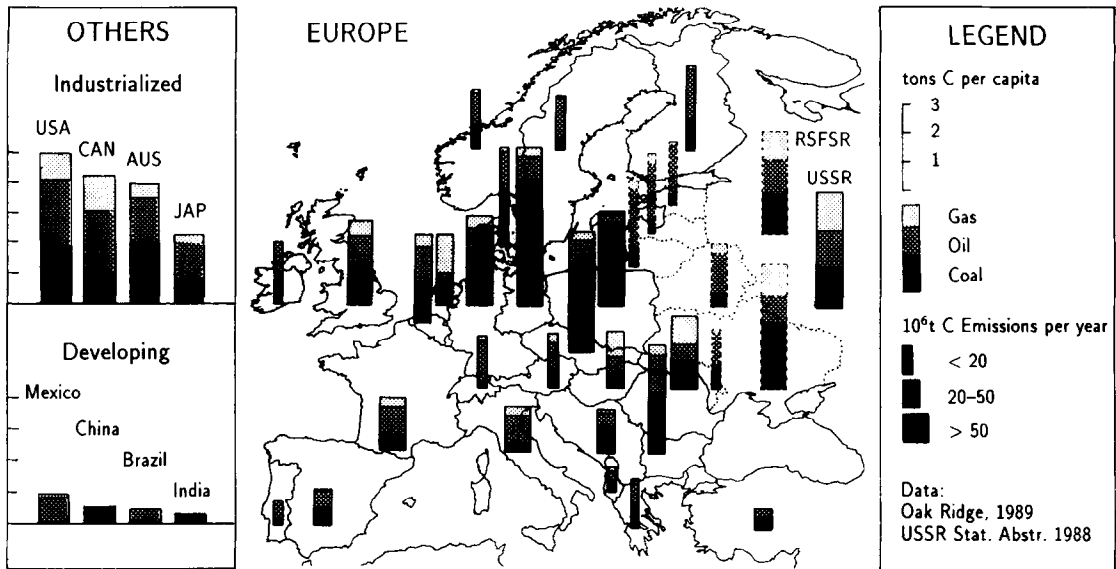 OTHERS
Industrialized
USA
CAN
AUS
JAP
Developing
Mexico
China
Brazil
India
EUROPE
RSFSR
USSR
LEGEND
tons C per capita
3
2
1
Gas
Oil
Coal
10⁶t C Emissions per year
< 20
20–50
> 50
Data:
Oak Ridge, 1989
USSR Stat. Abstr. 1988